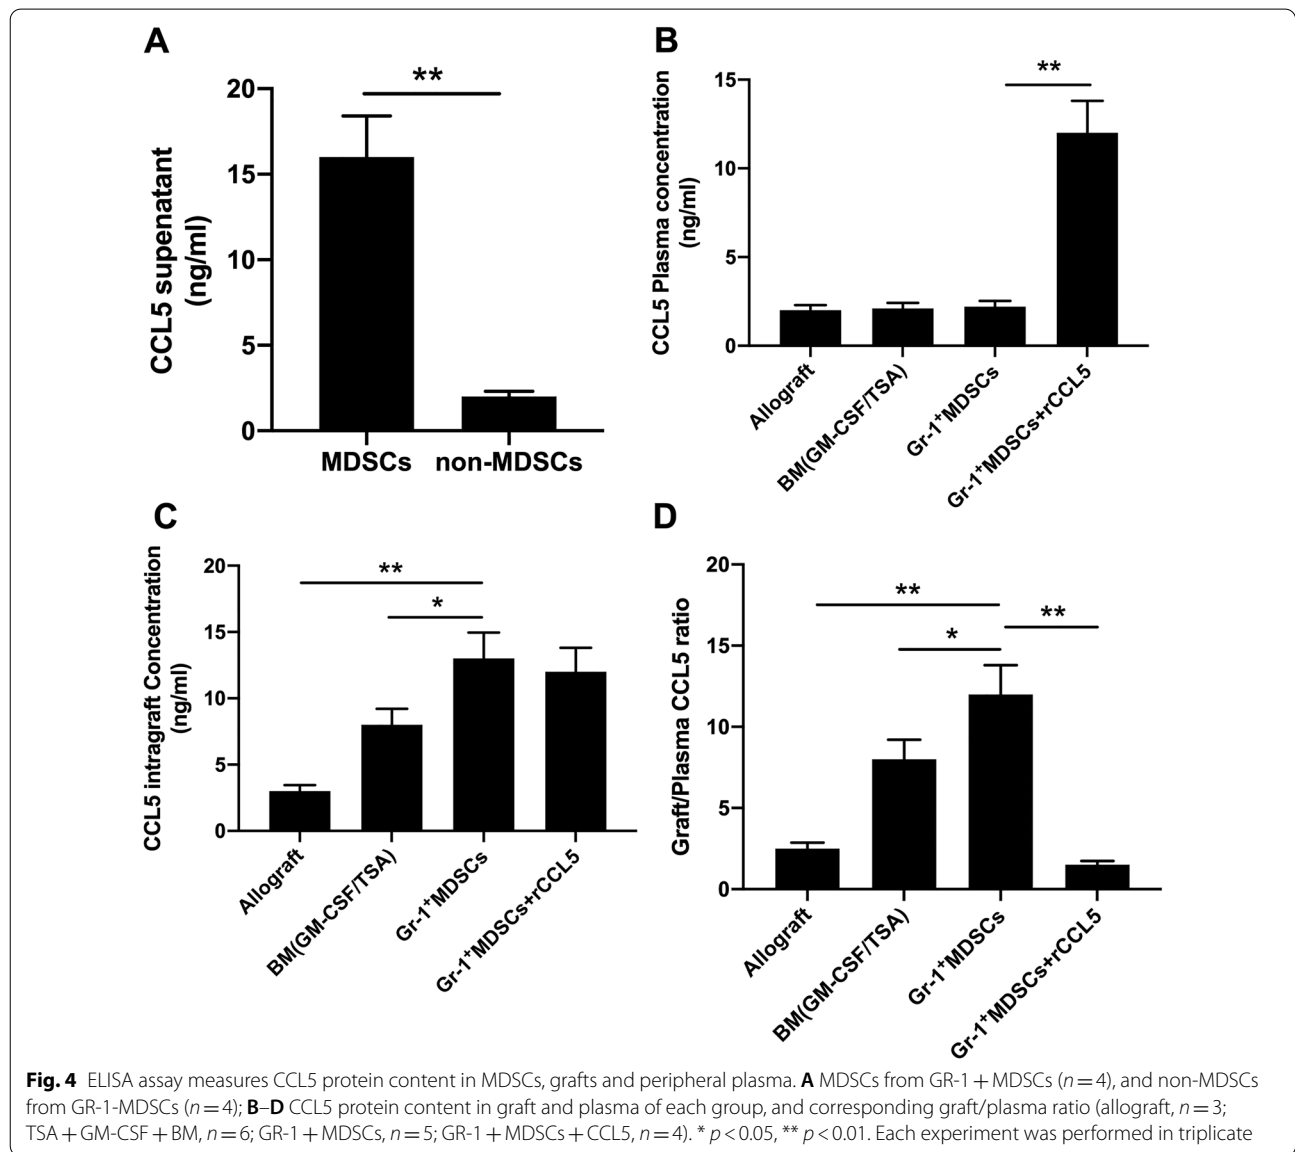 A
**
20
15
10
5
0
CCL5 supenatant
(ng/ml)
MDSCs non-MDSCs
B
**
15
10
5
0
CCL5 Plasma concentration
(ng/ml)
Allograft
BM(GM-CSF/TSA)
Gr-1⁺MDSCs
Gr-1⁺MDSCs+rCCL5
C
**
*
20
15
10
5
0
CCL5 intragraft Concentration
(ng/ml)
Allograft
BM(GM-CSF/TSA)
Gr-1⁺MDSCs
Gr-1⁺MDSCs+rCCL5
D
**
**
*
20
15
10
5
0
Graft/Plasma CCL5 ratio
Allograft
BM(GM-CSF/TSA)
Gr-1⁺MDSCs
Gr-1⁺MDSCs+rCCL5
Fig. 4 ELISA assay measures CCL5 protein content in MDSCs, grafts and peripheral plasma. A MDSCs from GR-1 + MDSCs (n = 4), and non-MDSCs
from GR-1-MDSCs (n = 4); B–D CCL5 protein content in graft and plasma of each group, and corresponding graft/plasma ratio (allograft, n = 3;
TSA + GM-CSF + BM, n = 6; GR-1 + MDSCs, n = 5; GR-1 + MDSCs + CCL5, n = 4). * p < 0.05, ** p < 0.01. Each experiment was performed in triplicate